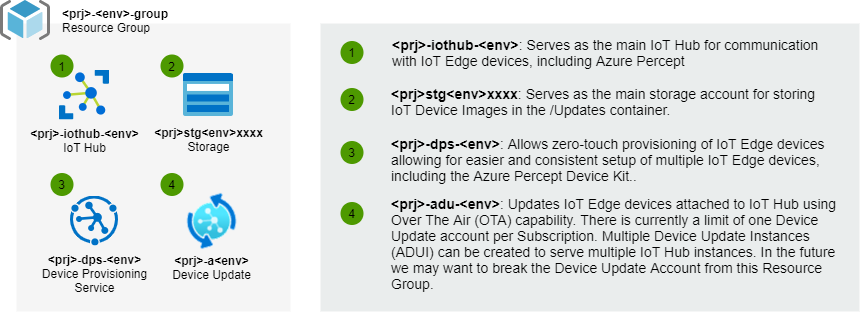 <prj>-<env>-group
Resource Group
1
<prj>-iothub-<env>
IoT Hub
2
<prj>stg<env>xxxx
Storage
3
<prj>-dps-<env>
Device Provisioning
Service
4
<prj>-a<env>
Device Update
1
<prj>-iothub-<env>: Serves as the main IoT Hub for communication
with IoT Edge devices, including Azure Percept
2
<prj>stg<env>xxxx: Serves as the main storage account for storing
IoT Device Images in the /Updates container.
3
<prj>-dps-<env>: Allows zero-touch provisioning of IoT Edge devices
allowing for easier and consistent setup of multiple IoT Edge devices,
including the Azure Percept Device Kit..
4
<prj>-adu-<env>: Updates IoT Edge devices attached to IoT Hub using
Over The Air (OTA) capability. There is currently a limit of one Device
Update account per Subscription. Multiple Device Update Instances
(ADUI) can be created to serve multiple IoT Hub instances. In the future
we may want to break the Device Update Account from this Resource
Group.